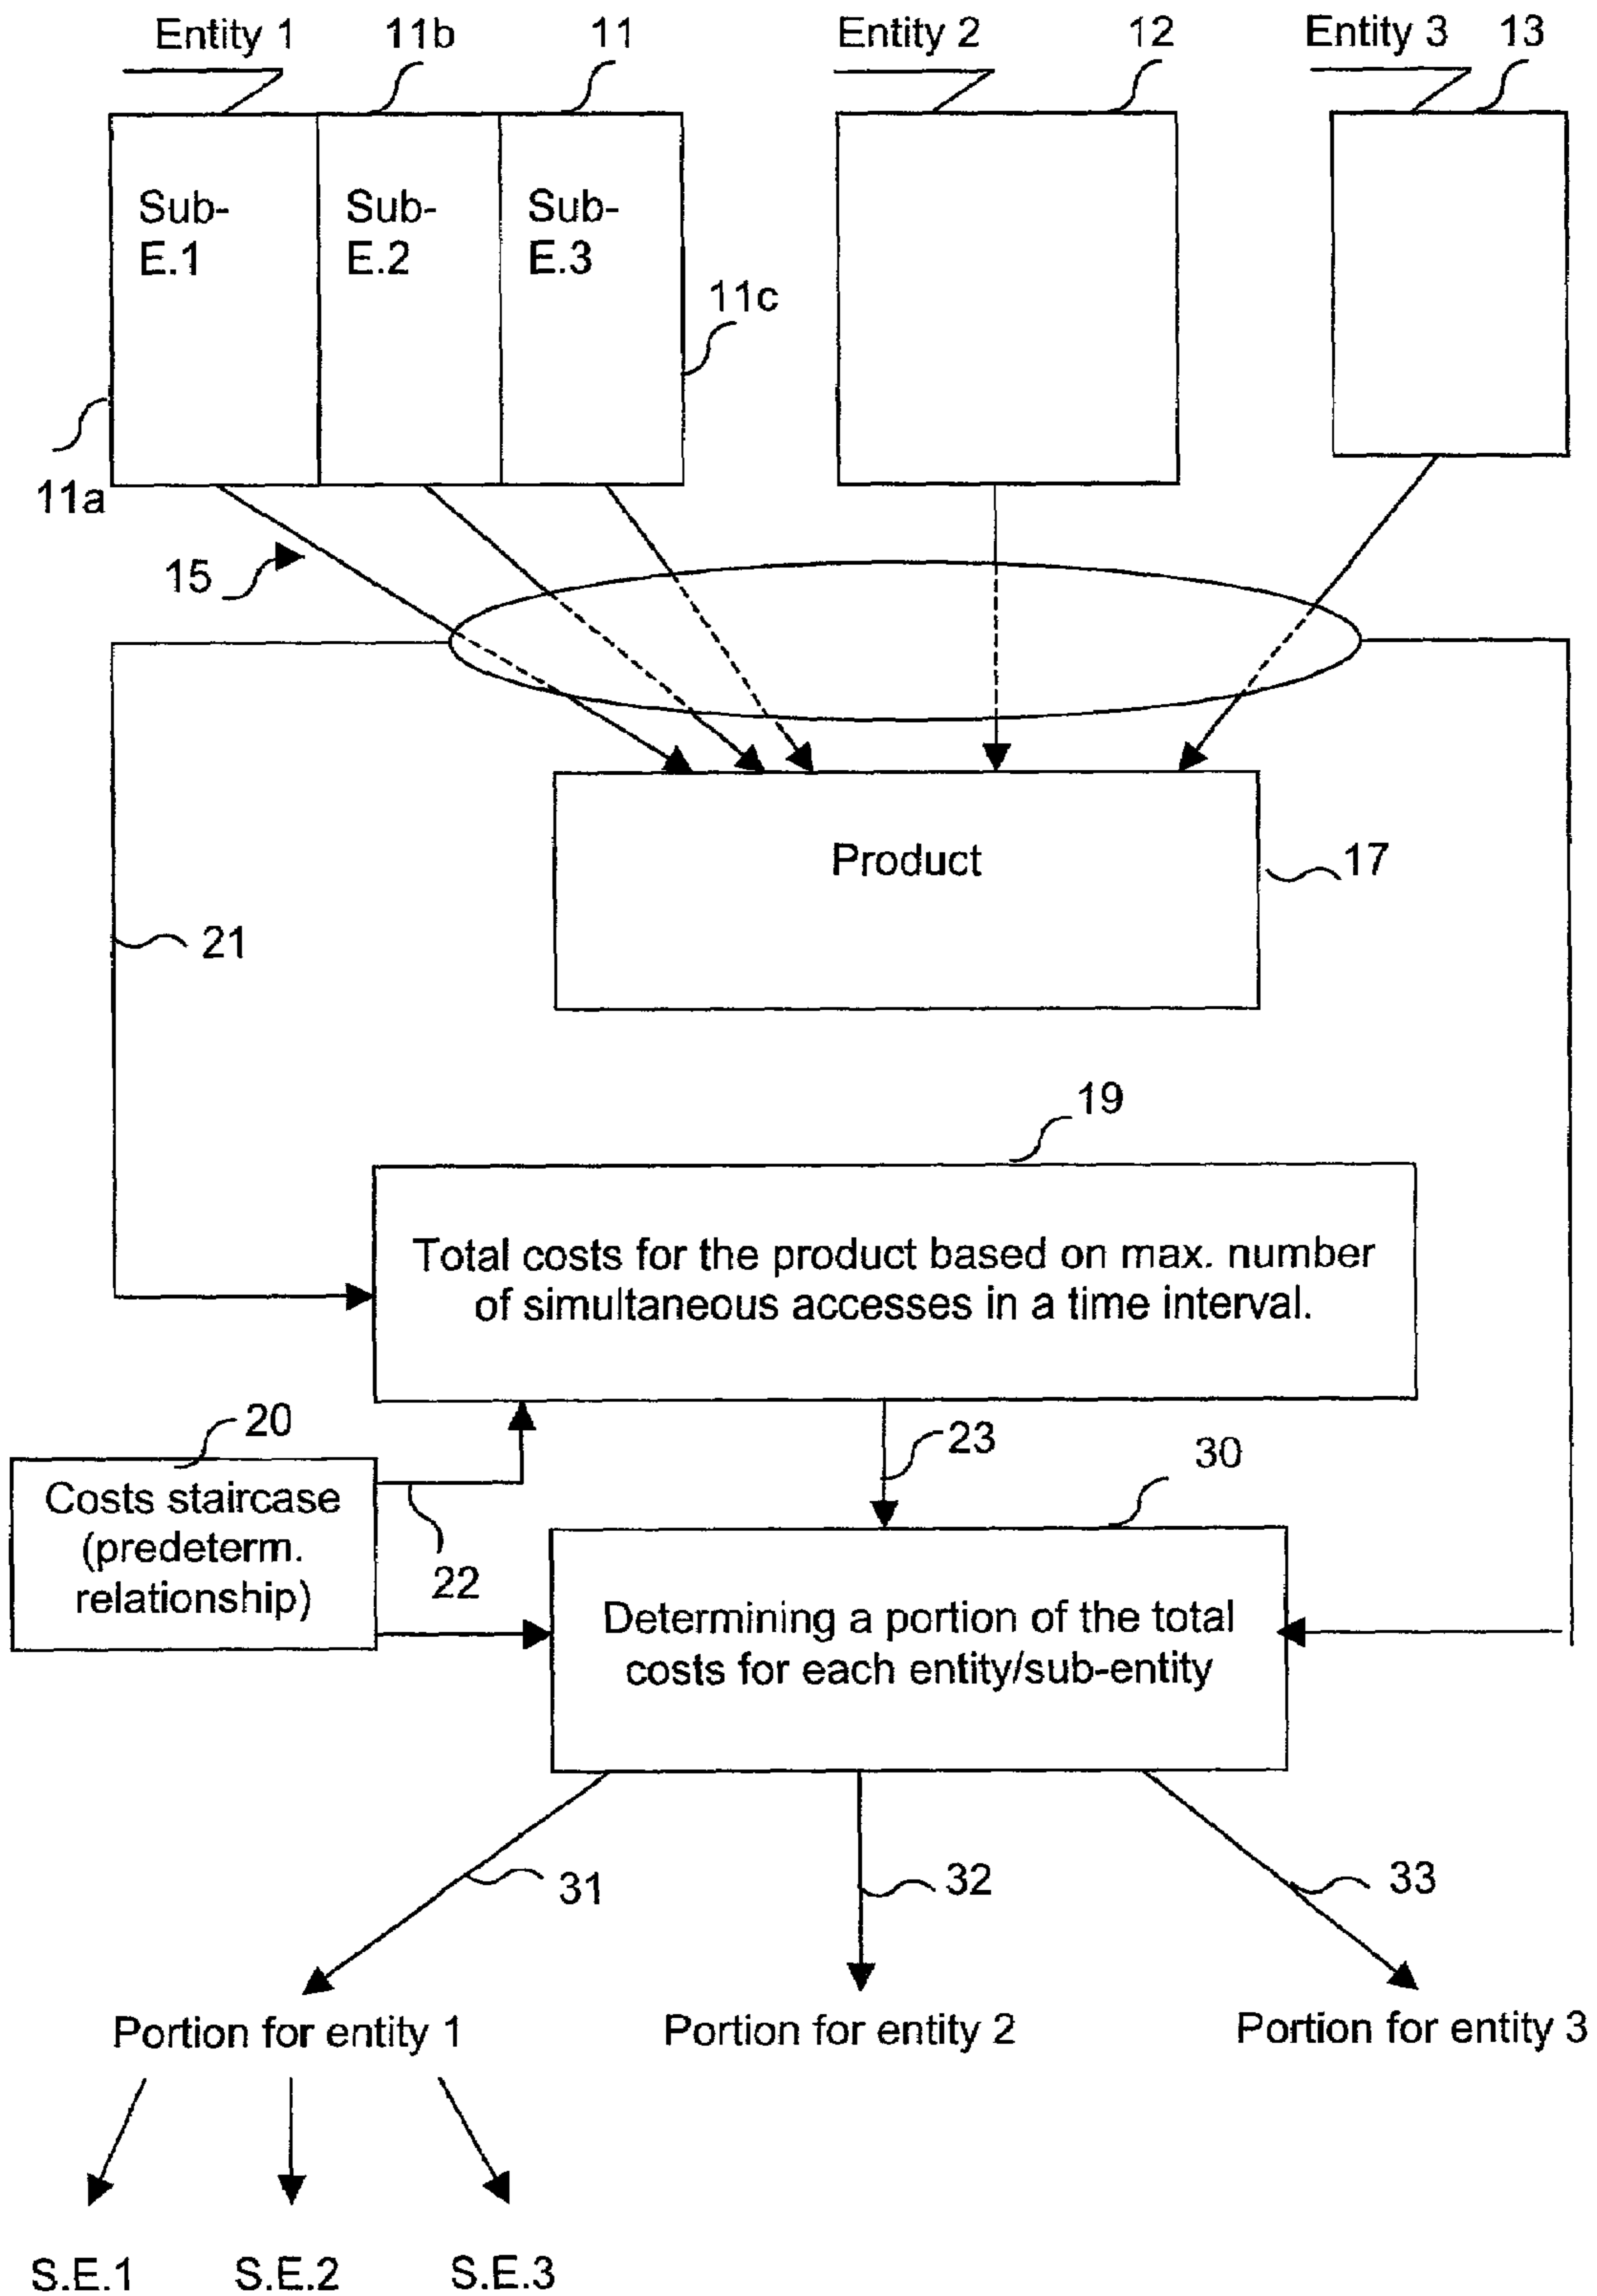 Entity 1
11b
11
Entity 2
12
Entity 3
13
Sub-
E.1
Sub-
E.2
Sub-
E.3
11c
11a
15
Product
17
21
19
Total costs for the product based on max. number
of simultaneous accesses in a time interval.
20
23
30
Costs staircase
(predeterm.
relationship)
22
Determining a portion of the total
costs for each entity/sub-entity
31
32
33
Portion for entity 1
Portion for entity 2
Portion for entity 3
S.E.1
S.E.2
S.E.3